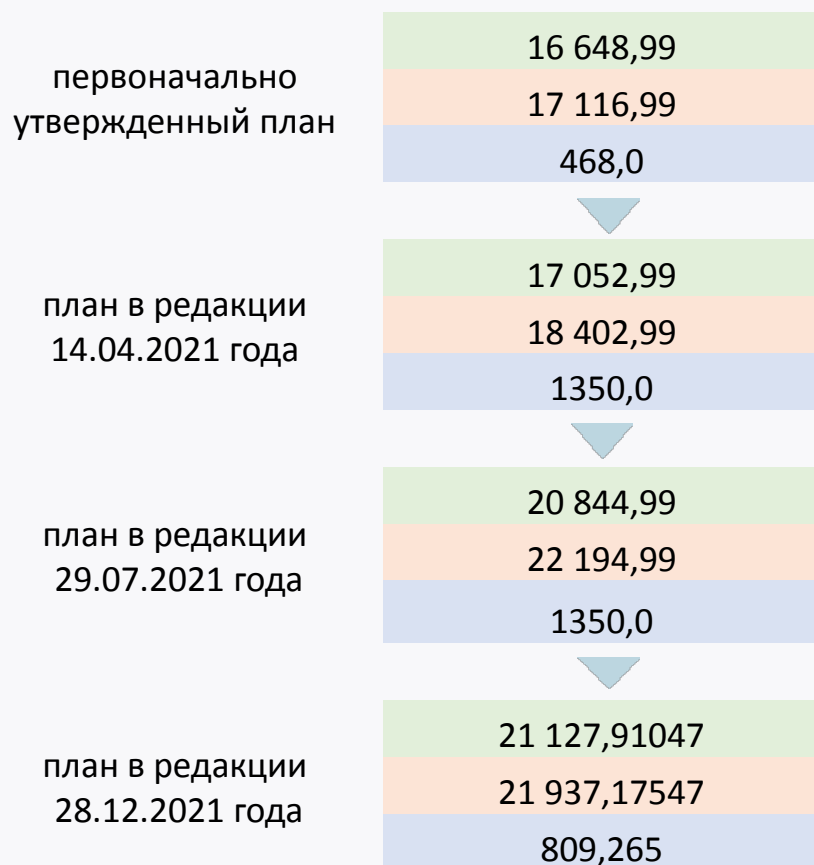 первоначально
утвержденный план
16 648,99
17 116,99
468,0
план в редакции
14.04.2021 года
17 052,99
18 402,99
1350,0
план в редакции
29.07.2021 года
20 844,99
22 194,99
1350,0
план в редакции
28.12.2021 года
21 127,91047
21 937,17547
809,265